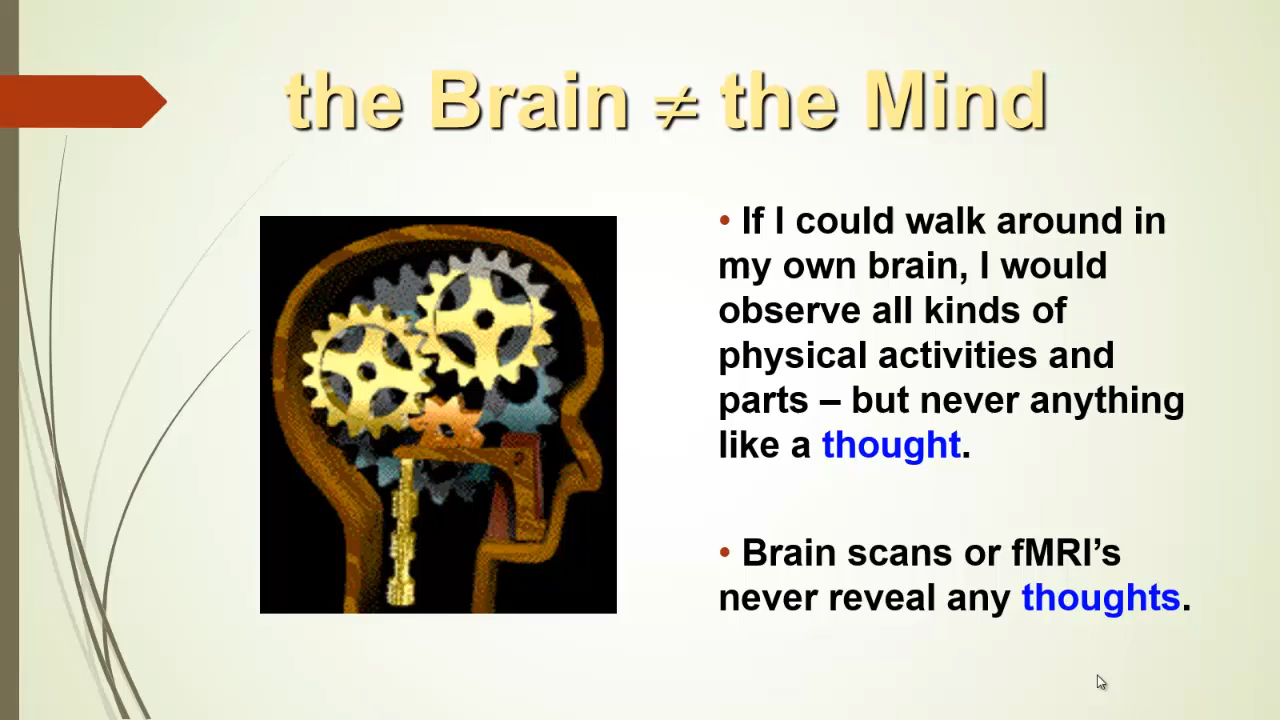 the Brain ≠ the Mind
• If I could walk around in
my own brain, I would
observe all kinds of
physical activities and
parts – but never anything
like a thought.
• Brain scans or fMRI’s
never reveal any thoughts.